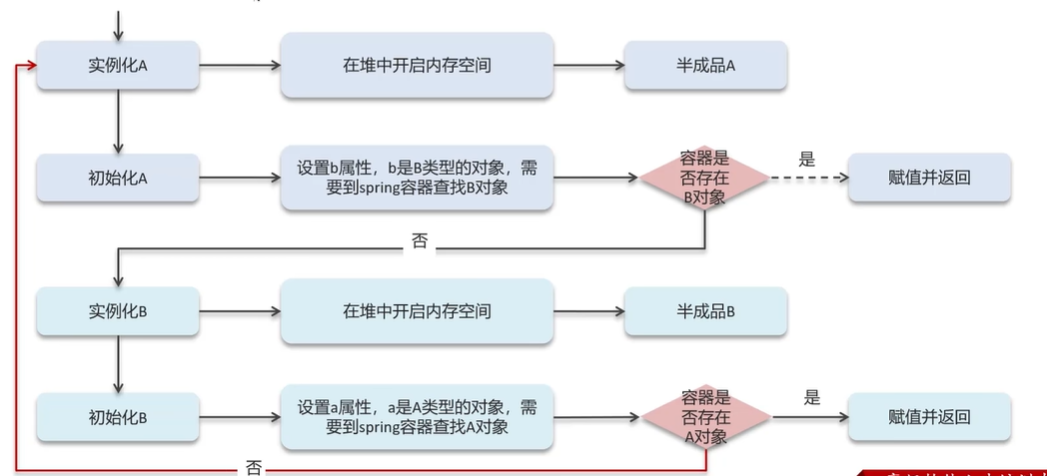 实例化A
在堆中开启内存空间
半成品A
初始化A
设置b属性，b是B类型的对象，需
要到spring容器查找B对象
容器是
否存在
B对象
是
赋值并返回
否
实例化B
在堆中开启内存空间
半成品B
初始化B
设置a属性，a是A类型的对象，需
要到spring容器查找A对象
容器是
否存在
A对象
是
赋值并返回
否